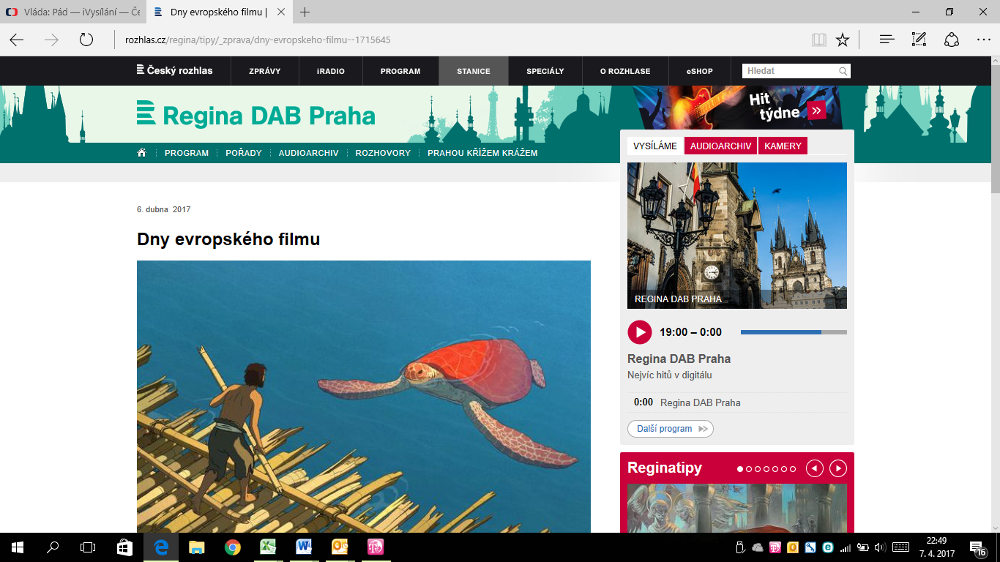 Vláda: Pád — iVysílání — Če
Dny evropského filmu |
rozhlas.cz/regina/tipy/_zprava/dny-evropskeho-filmu--1715645
Český rozhlas
ZPRÁVY
iRADIO
PROGRAM
STANICE
SPECIÁLY
O ROZHLASE
eSHOP
Hledat
Regina DAB Praha
Hit
týdne
PROGRAM
POŘADY
AUDIOARCHIV
ROZHOVORY
PRAHOU KŘÍŽEM KRÁŽEM
VYSÍLÁME
AUDIOARCHIV
KAMERY
6. dubna 2017
Dny evropského filmu
REGINA DAB PRAHA
19:00 – 0:00
Regina DAB Praha
Nejvíc hitů v digitálu
0:00 Regina DAB Praha
Další program
Reginatipy
22:49
7. 4. 2017
16